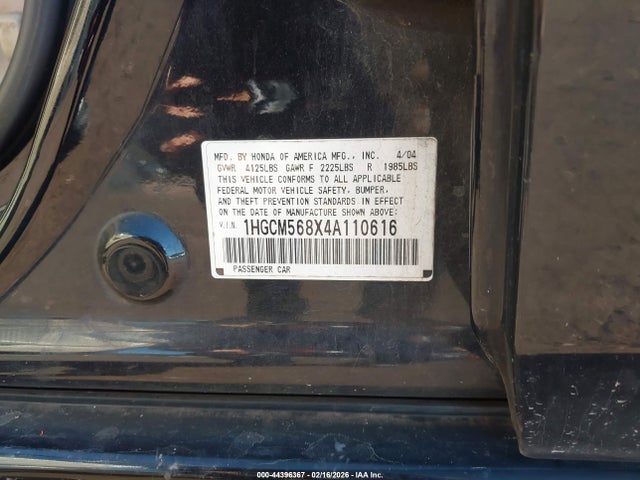 MFD. BY HONDA OF AMERICA MFG., INC. 4/04
GVWR 4125LBS GAWR F 2225LBS R 1985LBS
THIS VEHICLE CONFORMS TO ALL APPLICABLE
FEDERAL MOTOR VEHICLE SAFETY, BUMPER,
AND THEFT PREVENTION STANDARDS IN EFFECT
ON THE DATE OF MANUFACTURE SHOWN ABOVE:
V.I.N. 1HGCM568X4A110616
PASSENGER CAR
000-44396367 - 02/16/2026 - IAA Inc.